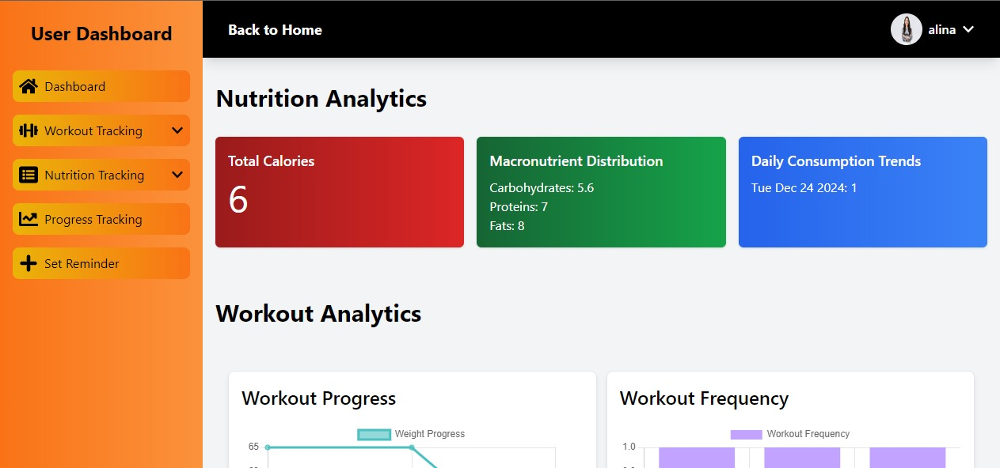 User Dashboard
Dashboard
Workout Tracking
Nutrition Tracking
Progress Tracking
Set Reminder
Back to Home
alina
Nutrition Analytics
Total Calories
6
Macronutrient Distribution
Carbohydrates: 5.6
Proteins: 7
Fats: 8
Daily Consumption Trends
Tue Dec 24 2024: 1
Workout Analytics
Workout Progress
Weight Progress
65
Workout Frequency
Workout Frequency
1.0